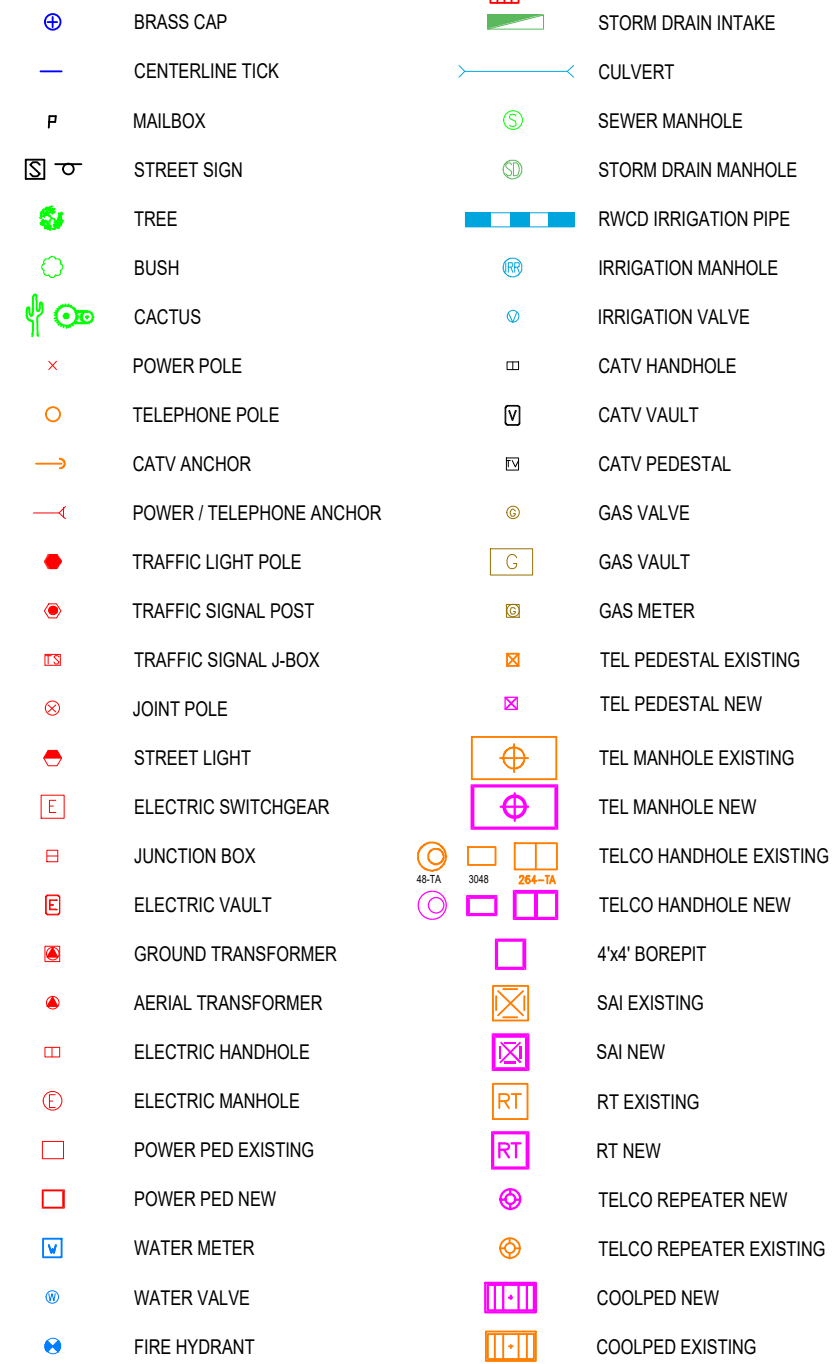 BRASS CAP
CENTERLINE TICK
P MAILBOX
S STREET SIGN
TREE
BUSH
CACTUS
POWER POLE
TELEPHONE POLE
CATV ANCHOR
POWER / TELEPHONE ANCHOR
TRAFFIC LIGHT POLE
TRAFFIC SIGNAL POST
TS TRAFFIC SIGNAL J-BOX
JOINT POLE
STREET LIGHT
E ELECTRIC SWITCHGEAR
JUNCTION BOX
E ELECTRIC VAULT
GROUND TRANSFORMER
AERIAL TRANSFORMER
ELECTRIC HANDHOLE
E ELECTRIC MANHOLE
POWER PED EXISTING
POWER PED NEW
W WATER METER
W WATER VALVE
FIRE HYDRANT
STORM DRAIN INTAKE
CULVERT
S SEWER MANHOLE
SD STORM DRAIN MANHOLE
RWCD IRRIGATION PIPE
IRR IRRIGATION MANHOLE
V IRRIGATION VALVE
CATV HANDHOLE
V CATV VAULT
TV CATV PEDESTAL
G GAS VALVE
G GAS VAULT
G GAS METER
TEL PEDESTAL EXISTING
TEL PEDESTAL NEW
TEL MANHOLE EXISTING
TEL MANHOLE NEW
TELCO HANDHOLE EXISTING
48-TA 3048 264-TA
TELCO HANDHOLE NEW
4'x4' BOREPIT
SAI EXISTING
SAI NEW
RT RT EXISTING
RT RT NEW
TELCO REPEATER NEW
TELCO REPEATER EXISTING
COOLPED NEW
COOLPED EXISTING